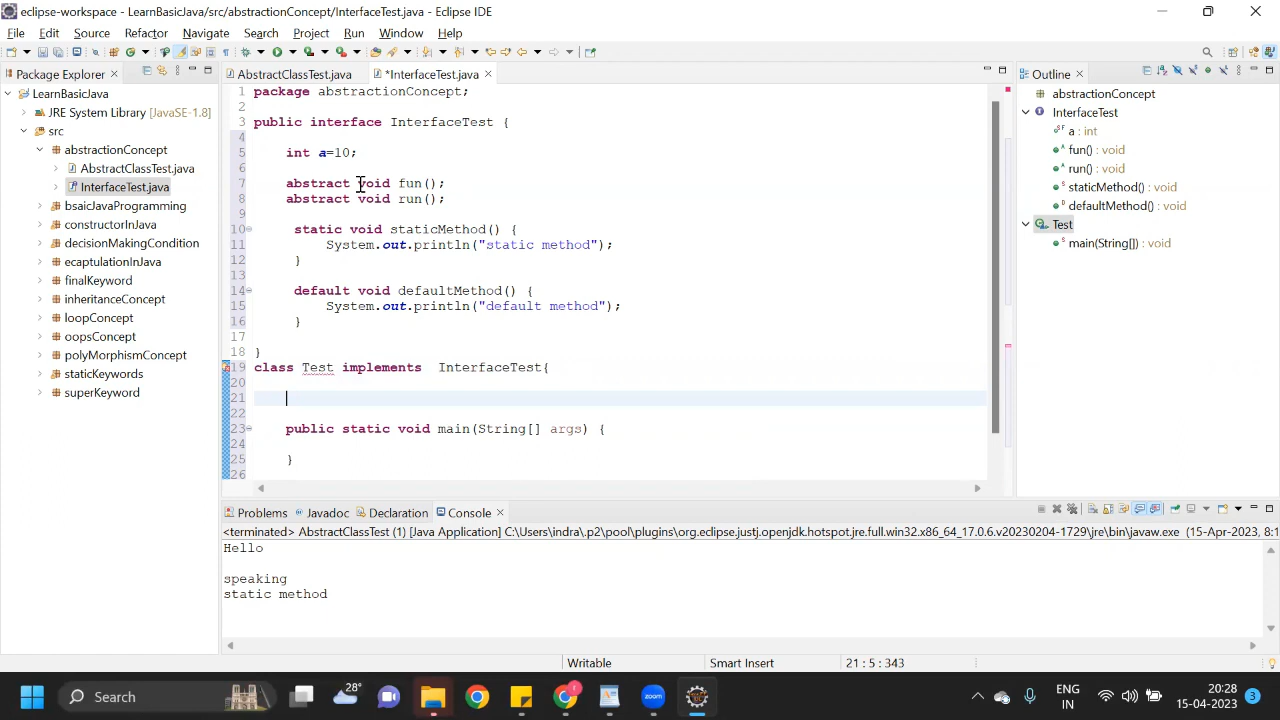 eclipse-workspace - LearnBasicJava/src/abstractionConcept/InterfaceTest.java - Eclipse IDE
File Edit Source Refactor Navigate Search Project Run Window Help
Package Explorer
AbstractClassTest.java
*InterfaceTest.java
Outline
LearnBasicJava
JRE System Library [JavaSE-1.8]
src
abstractionConcept
AbstractClassTest.java
InterfaceTest.java
bsaicJavaProgramming
constructorInJava
decisionMakingCondition
ecaptulationInJava
finalKeyword
inheritanceConcept
loopConcept
oopsConcept
polyMorphismConcept
staticKeywords
superKeyword
1 package abstractionConcept;
2
3 public interface InterfaceTest {
4
5 int a=10;
6
7 abstract void fun();
8 abstract void run();
9
10 static void staticMethod() {
11 System.out.println("static method");
12 }
13
14 default void defaultMethod() {
15 System.out.println("default method");
16 }
17
18 }
19 class Test implements  InterfaceTest{
20
21
22
23 public static void main(String[] args) {
24
25 }
26
abstractionConcept
InterfaceTest
a : int
fun() : void
run() : void
staticMethod() : void
defaultMethod() : void
Test
main(String[]) : void
Problems Javadoc Declaration Console
<terminated> AbstractClassTest (1) [Java Application] C:\Users\indra\.p2\pool\plugins\org.eclipse.justj.openjdk.hotspot.jre.full.win32.x86_64_17.0.6.v20230204-1729\jre\bin\javaw.exe (15-Apr-2023, 8:1
Hello
speaking
static method
Writable
Smart Insert
21 : 5 : 343
Search
28°
zoom
ENG
IN
20:28
15-04-2023
3